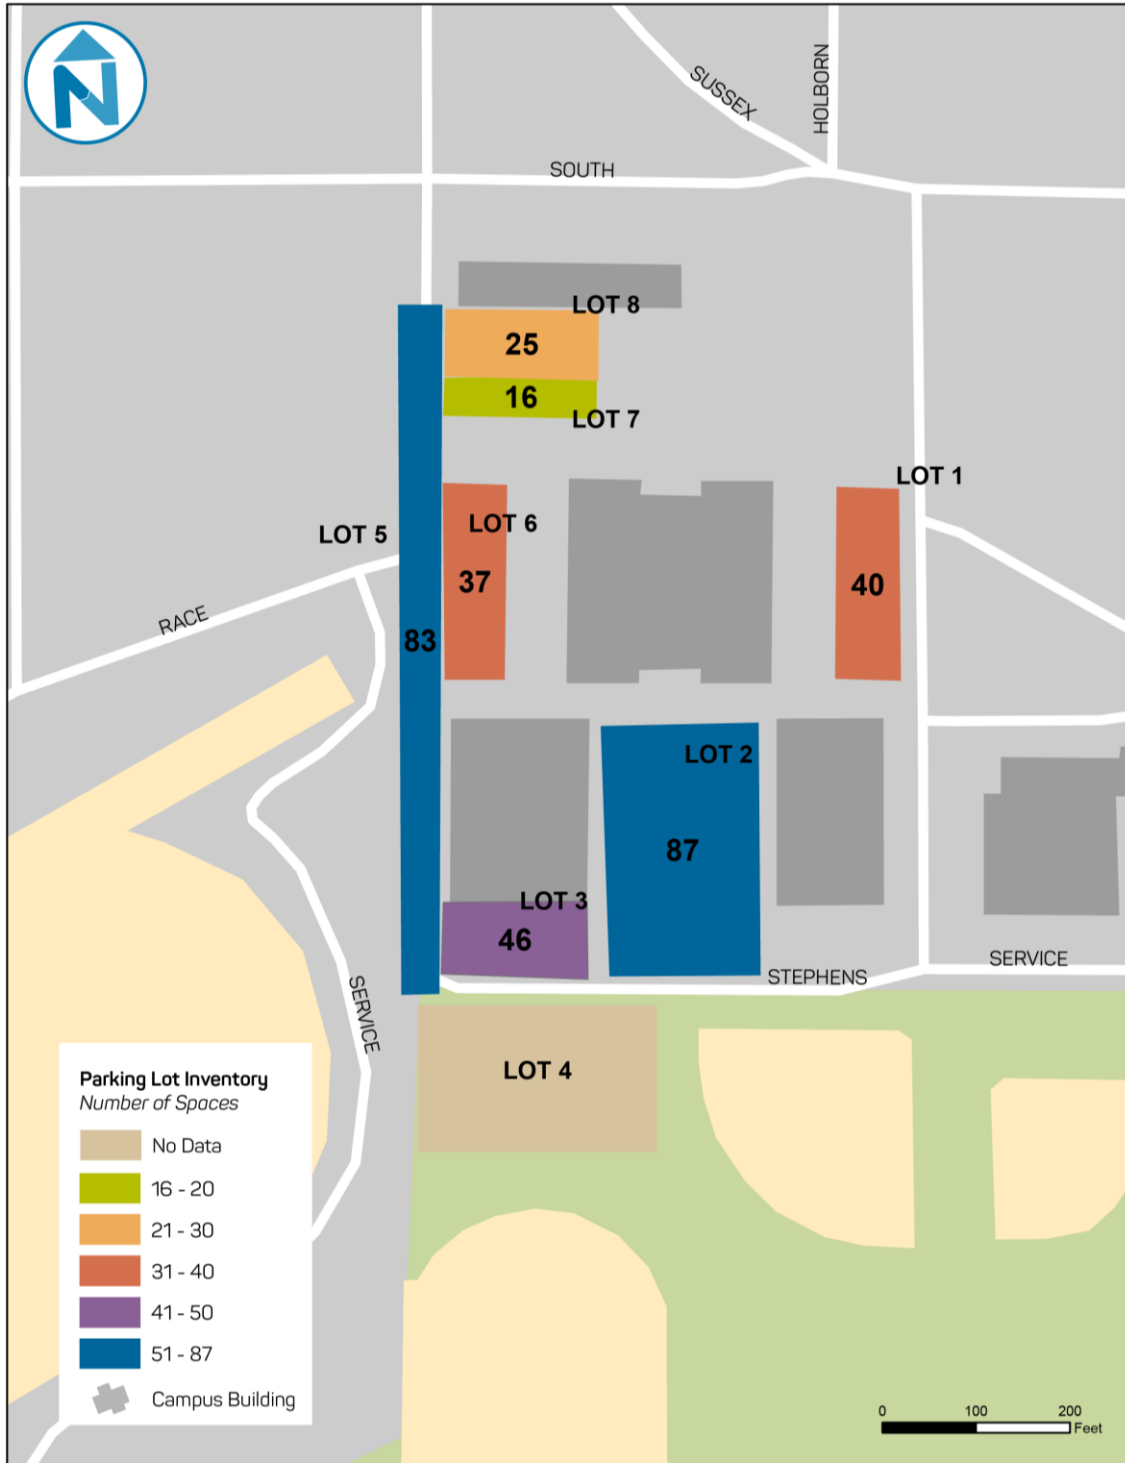 N
SUSSEX
HOLBORN
SOUTH
LOT 8
25
16
LOT 7
LOT 1
LOT 5
LOT 6
37
40
RACE
83
LOT 2
87
LOT 3
46
STEPHENS
SERVICE
SERVICE
LOT 4
Parking Lot Inventory
Number of Spaces
No Data
16 - 20
21 - 30
31 - 40
41 - 50
51 - 87
Campus Building
0 100 200
Feet